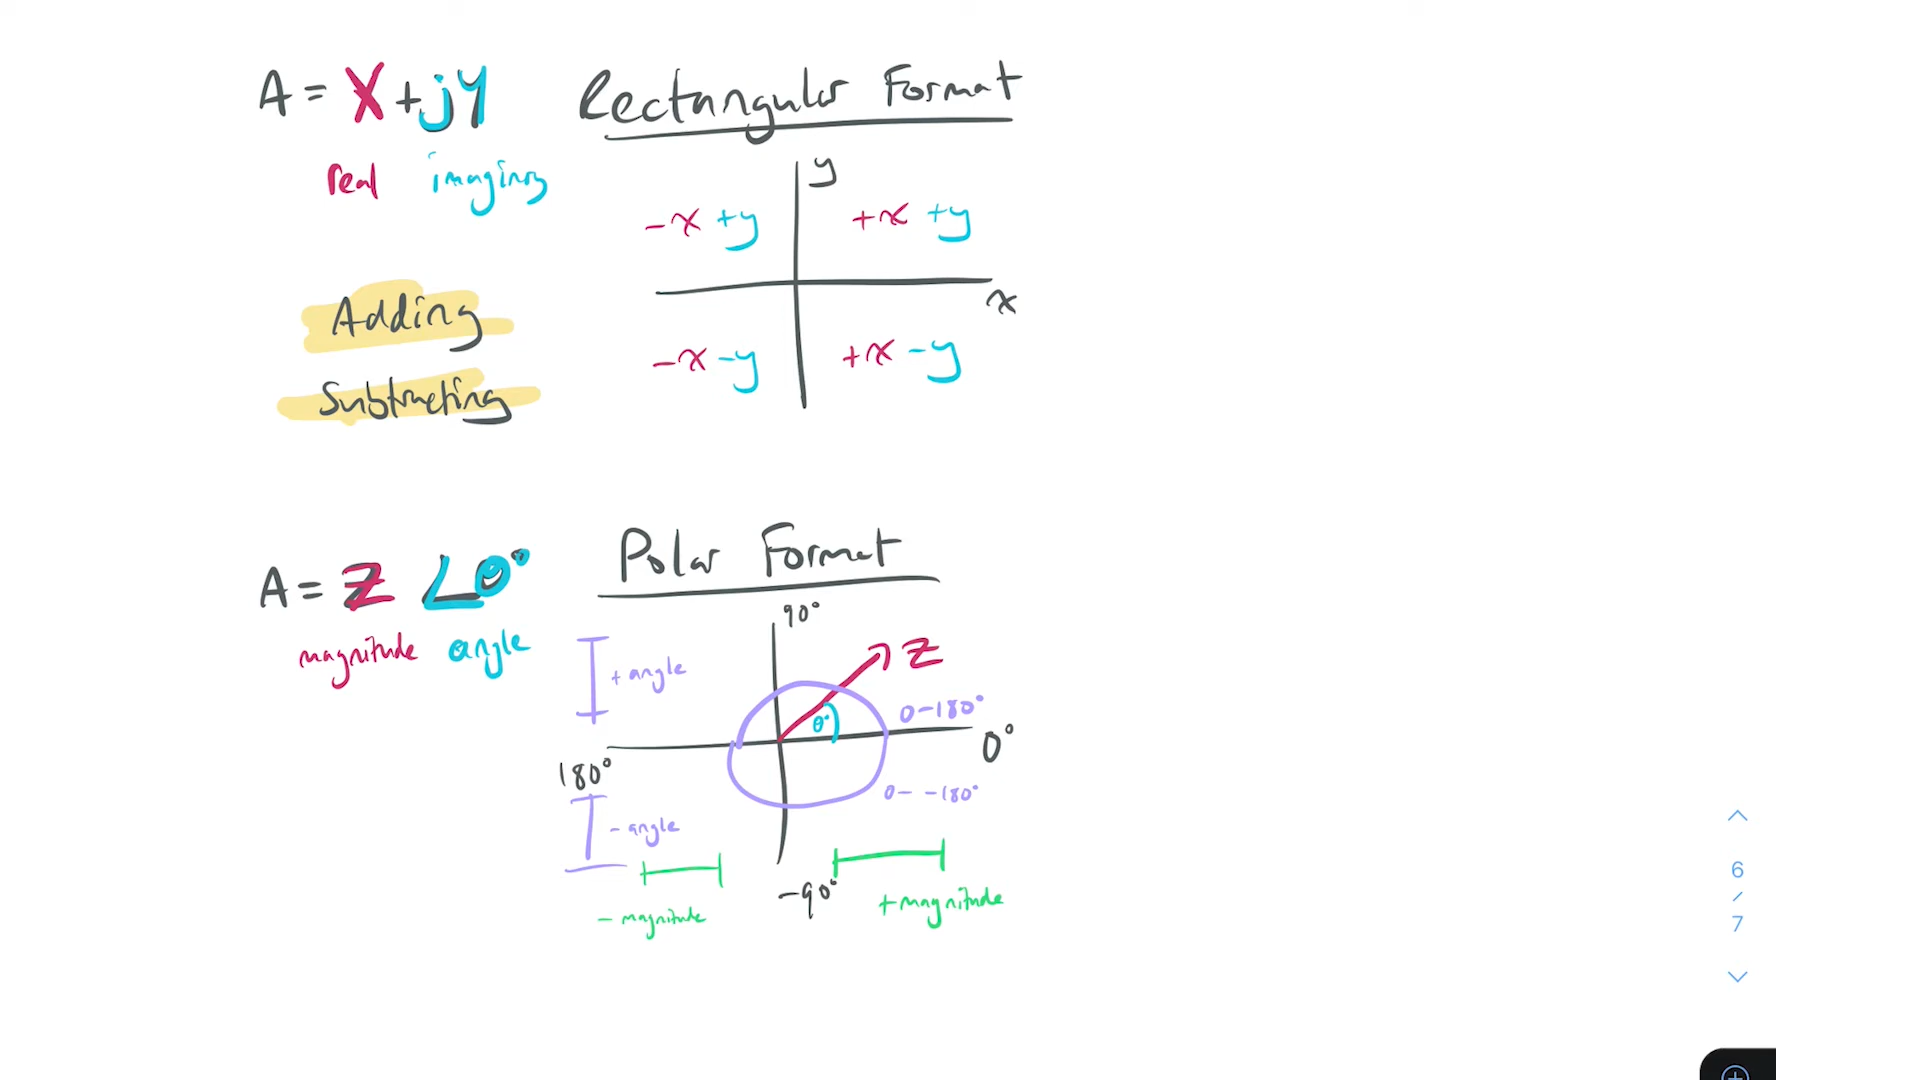 A = X + jY Rectangular Format
real imaginary
y
-x +y +x +y
x
Adding
-x -y +x -y
Subtracting
A = Z ∠θ° Polar Format
magnitude angle
90°
+ angle
Z
θ°
0-180°
0°
180°
0- -180°
- angle
-90°
- magnitude
+ magnitude
6
/
7